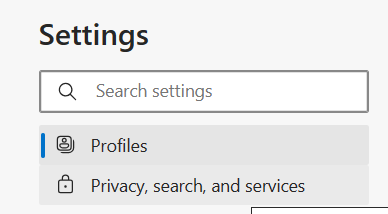 Settings
Search settings
Profiles
Privacy, search, and services